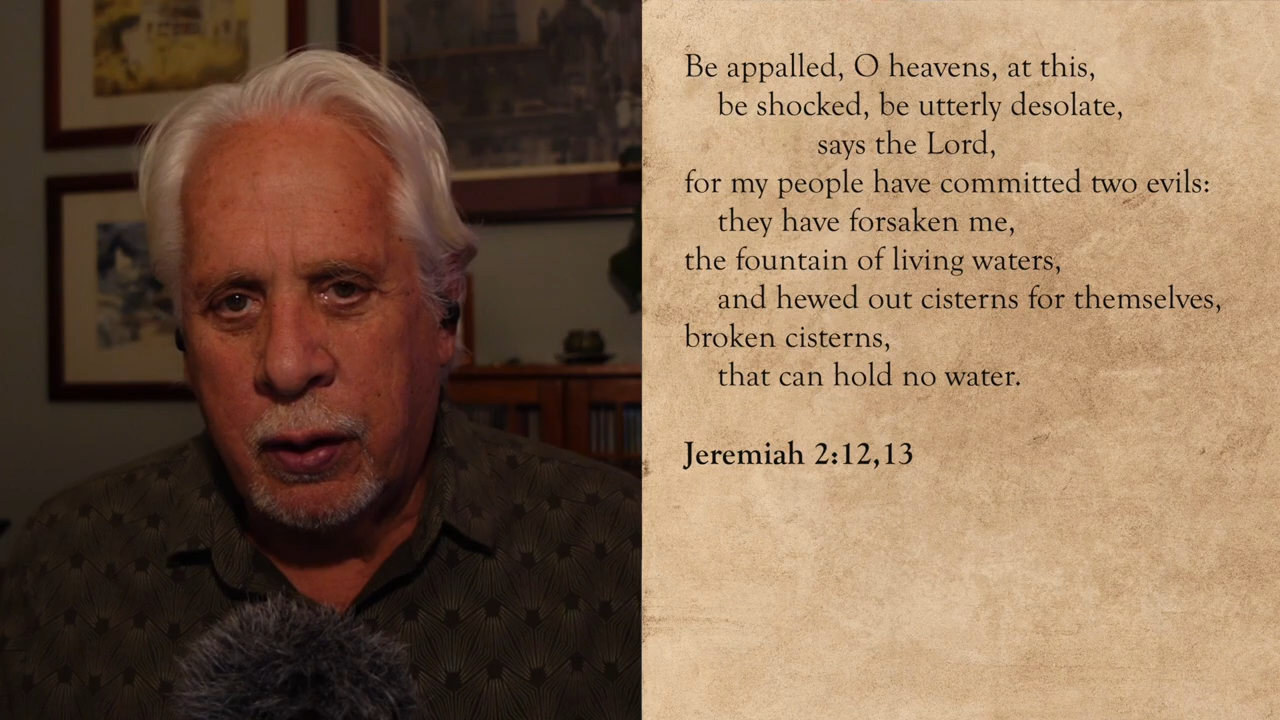 Be appalled, O heavens, at this,
be shocked, be utterly desolate,
says the Lord,
for my people have committed two evils:
they have forsaken me,
the fountain of living waters,
and hewed out cisterns for themselves,
broken cisterns,
that can hold no water.
Jeremiah 2:12,13